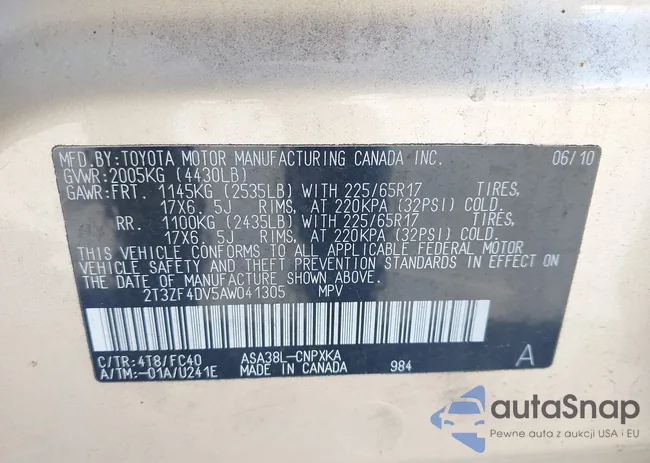 MFD.BY:TOYOTA MOTOR MANUFACTURING CANADA INC. 06/10
GVWR:2005KG (4430LB)
GAWR:FRT. 1145KG (2535LB) WITH 225/65R17 TIRES,
17X6.5J RIMS, AT 220KPA (32PSI) COLD.
RR. 1100KG (2435LB) WITH 225/65R17 TIRES,
17X6.5J RIMS, AT 220KPA (32PSI) COLD.
THIS VEHICLE CONFORMS TO ALL APPLICABLE FEDERAL MOTOR
VEHICLE SAFETY AND THEFT PREVENTION STANDARDS IN EFFECT ON
THE DATE OF MANUFACTURE SHOWN ABOVE.
2T3ZF4DV5AW041305 MPV
C/TR:4T8/FC40 ASA38L-CNPXKA
A/TM:-01A/U241E MADE IN CANADA 984 A
autaSnap
Pewne auta z aukcji USA i EU